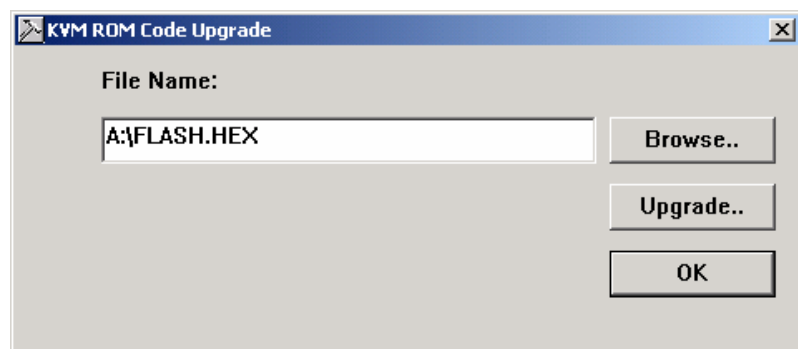 KVM ROM Code Upgrade
File Name:
A:\FLASH.HEX
Browse..
Upgrade..
OK